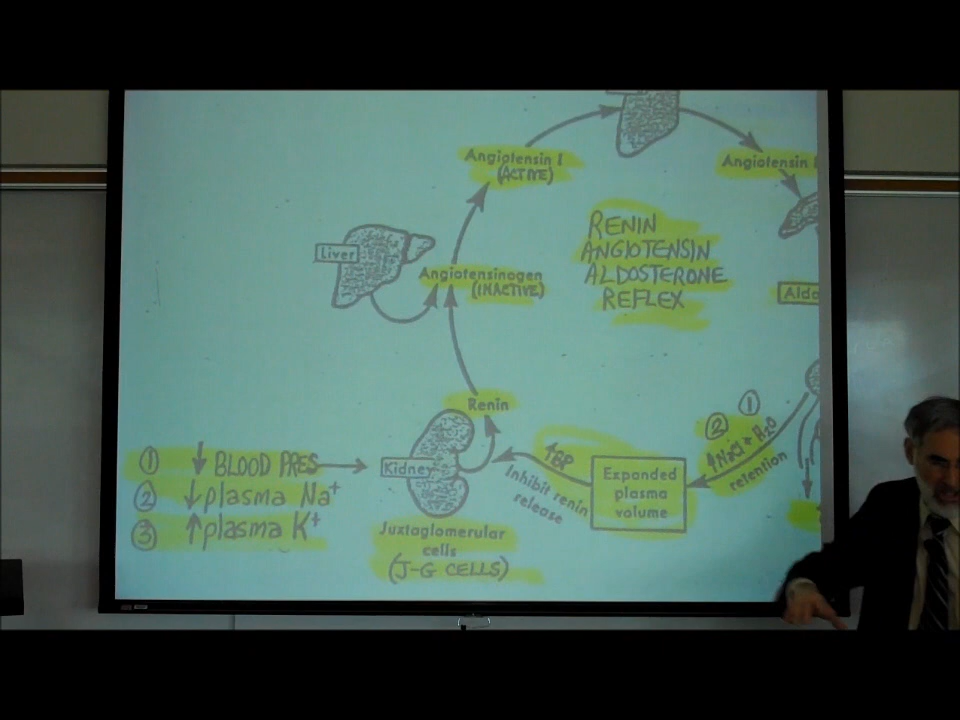 Angiotensin I
(ACTIVE)
Angiotensin
RENIN
ANGIOTENSIN
ALDOSTERONE
REFLEX
Liver
Angiotensinogen
(INACTIVE)
Aldo
Renin
② ①
↑NaCl + H₂O
retention
① ↓ BLOOD PRES
② ↓ plasma Na⁺
③ ↑ plasma K⁺
Kidney
↑BP
Inhibit renin
release
Expanded
plasma
volume
Juxtaglomerular
cells
(J-G CELLS)